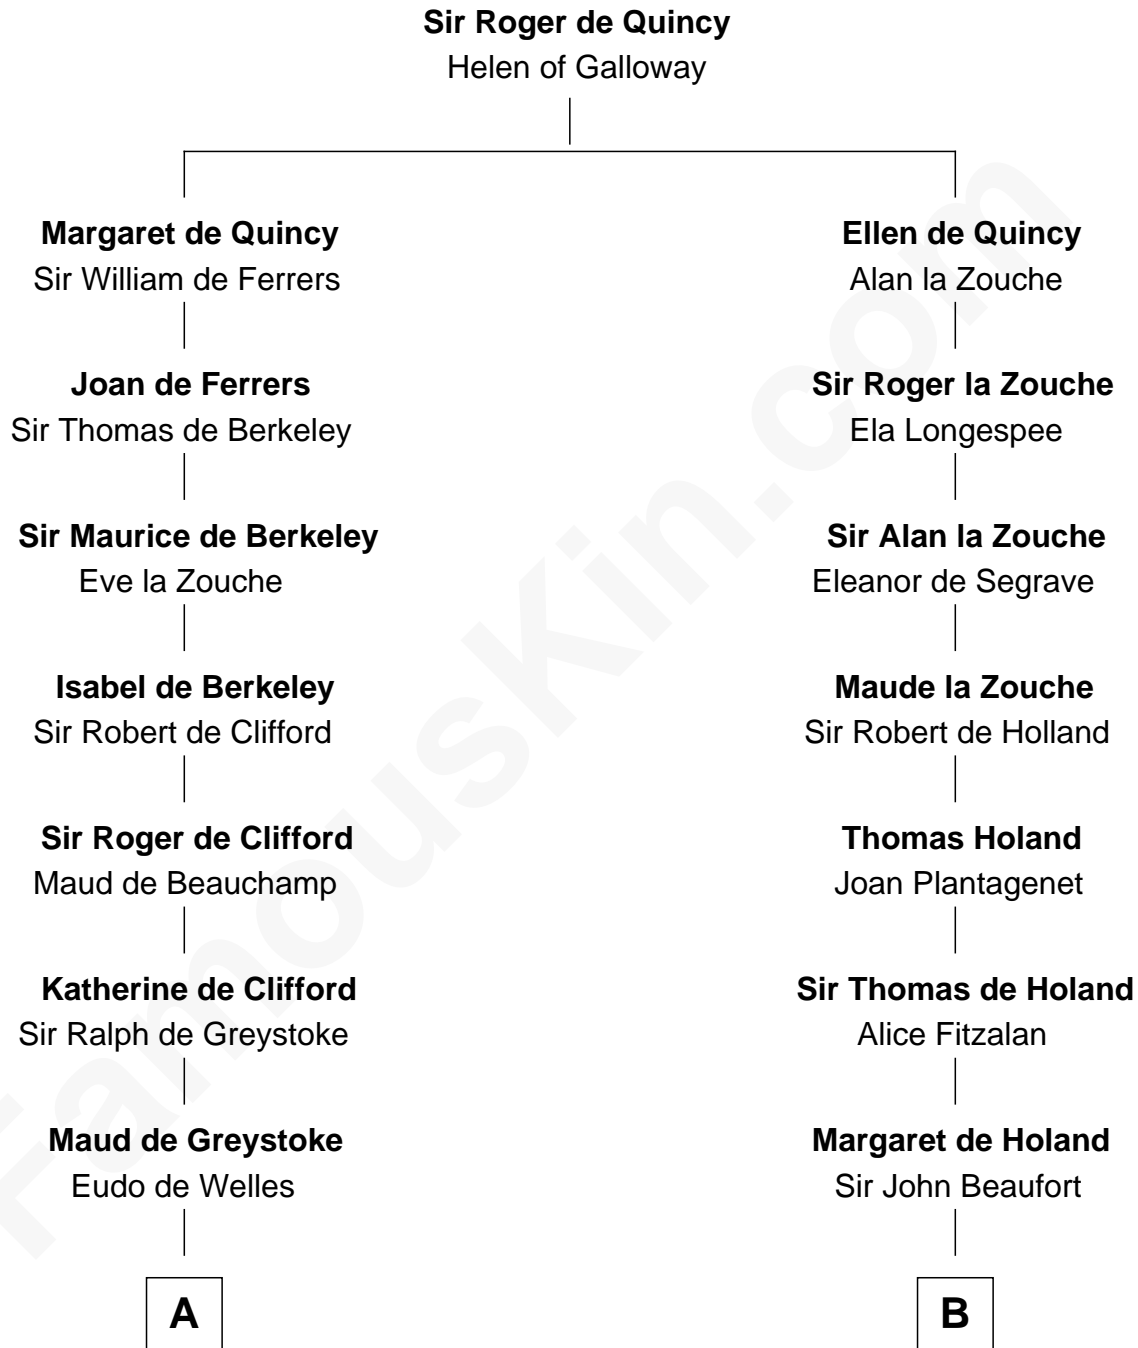 Sir Roger de Quincy
Helen of Galloway
Margaret de Quincy
Sir William de Ferrers
Ellen de Quincy
Alan la Zouche
Joan de Ferrers
Sir Thomas de Berkeley
Sir Roger la Zouche
Ela Longespee
Sir Maurice de Berkeley
Eve la Zouche
Sir Alan la Zouche
Eleanor de Segrave
Isabel de Berkeley
Sir Robert de Clifford
Maude la Zouche
Sir Robert de Holland
Sir Roger de Clifford
Maud de Beauchamp
Thomas Holand
Joan Plantagenet
Katherine de Clifford
Sir Ralph de Greystoke
Sir Thomas de Holand
Alice Fitzalan
Maud de Greystoke
Eudo de Welles
Margaret de Holand
Sir John Beaufort
A
B
FamousKin.com